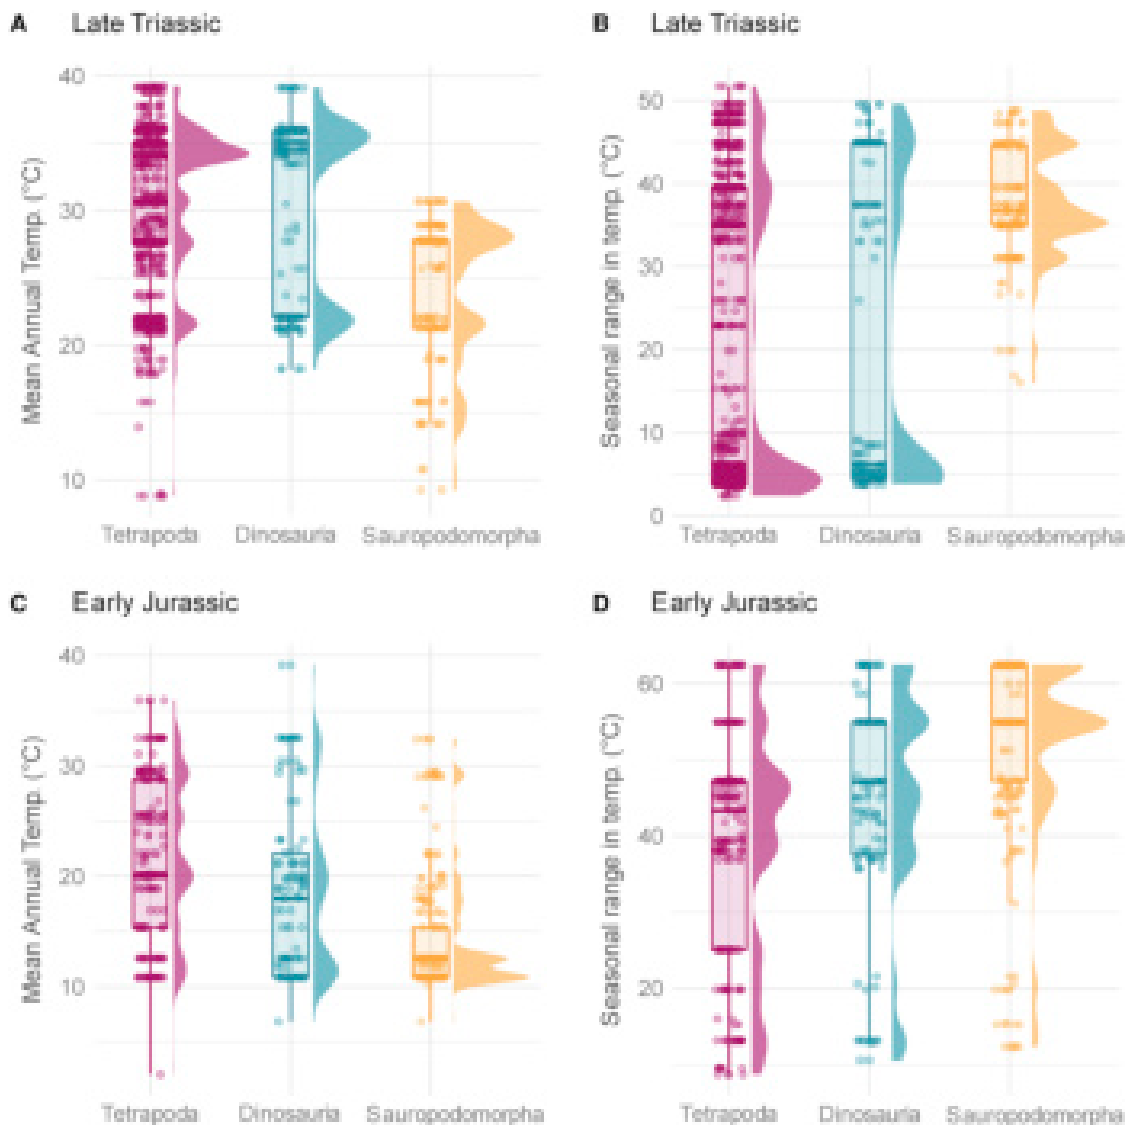 A Late Triassic
B Late Triassic
Mean Annual Temp. (°C)
40
30
20
10
Tetrapoda Dinosauria Sauropodomorpha
Seasonal range in temp. (°C)
50
40
30
20
10
0
Tetrapoda Dinosauria Sauropodomorpha
C Early Jurassic
D Early Jurassic
Mean Annual Temp. (°C)
40
30
20
10
Tetrapoda Dinosauria Sauropodomorpha
Seasonal range in temp. (°C)
60
40
20
Tetrapoda Dinosauria Sauropodomorpha